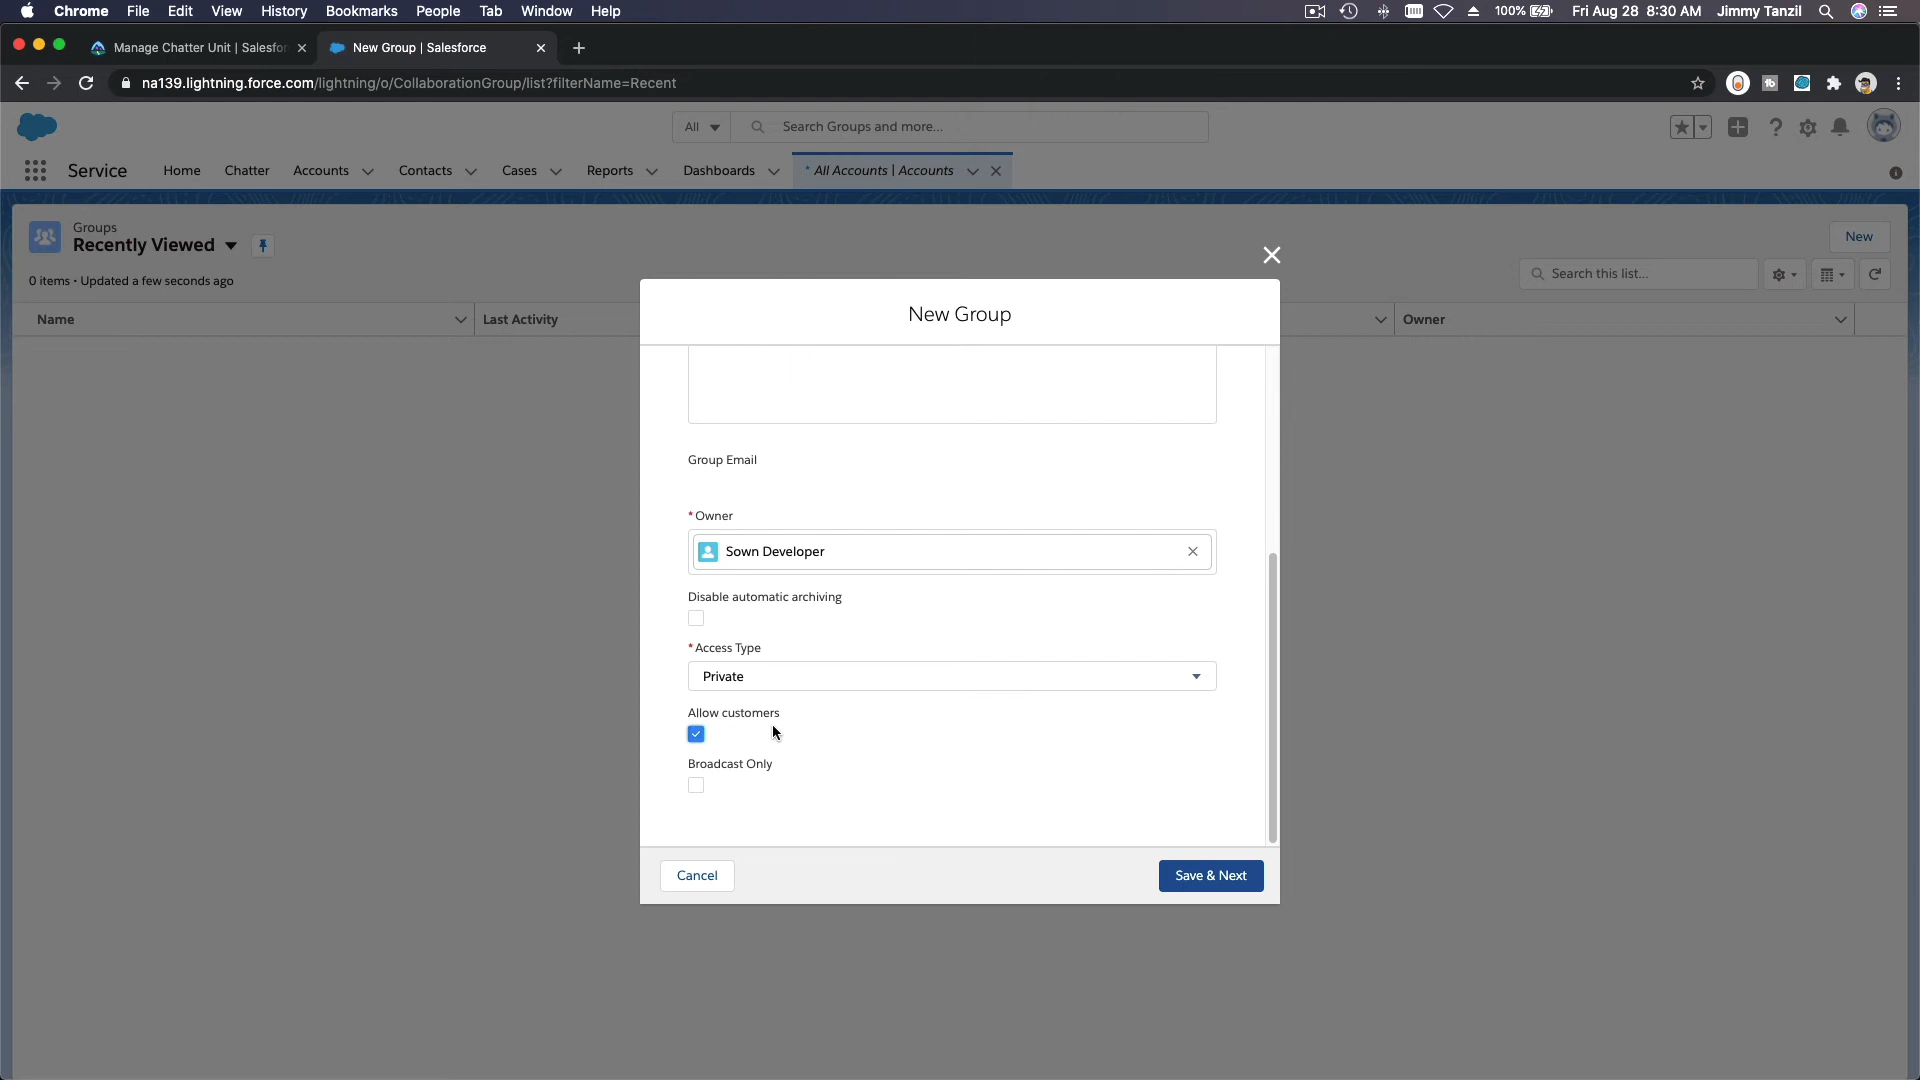 Chrome File Edit View History Bookmarks People Tab Window Help 100% Fri Aug 28 8:30 AM Jimmy Tanzil
Manage Chatter Unit | Salesfor New Group | Salesforce
na139.lightning.force.com/lightning/o/CollaborationGroup/list?filterName=Recent
All Search Groups and more...
Service Home Chatter Accounts Contacts Cases Reports Dashboards * All Accounts | Accounts
Groups
Recently Viewed
New
0 items • Updated a few seconds ago
Search this list...
Name Last Activity Owner
New Group
Group Email
*Owner
Sown Developer
Disable automatic archiving
*Access Type
Private
Allow customers
Broadcast Only
Cancel Save & Next